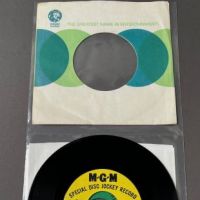 THE GREATEST NAME IN ENTERTAINMENT
M-G-M
SPECIAL DISC JOCKEY RECORD